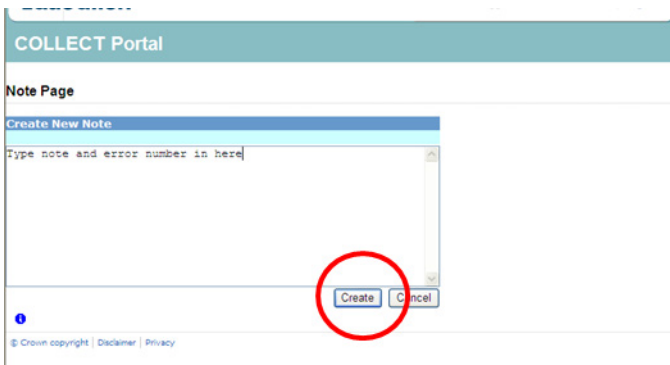 COLLECT Portal
Note Page
Create New Note
Type note and error number in here
Create Cancel
© Crown copyright | Disclaimer | Privacy